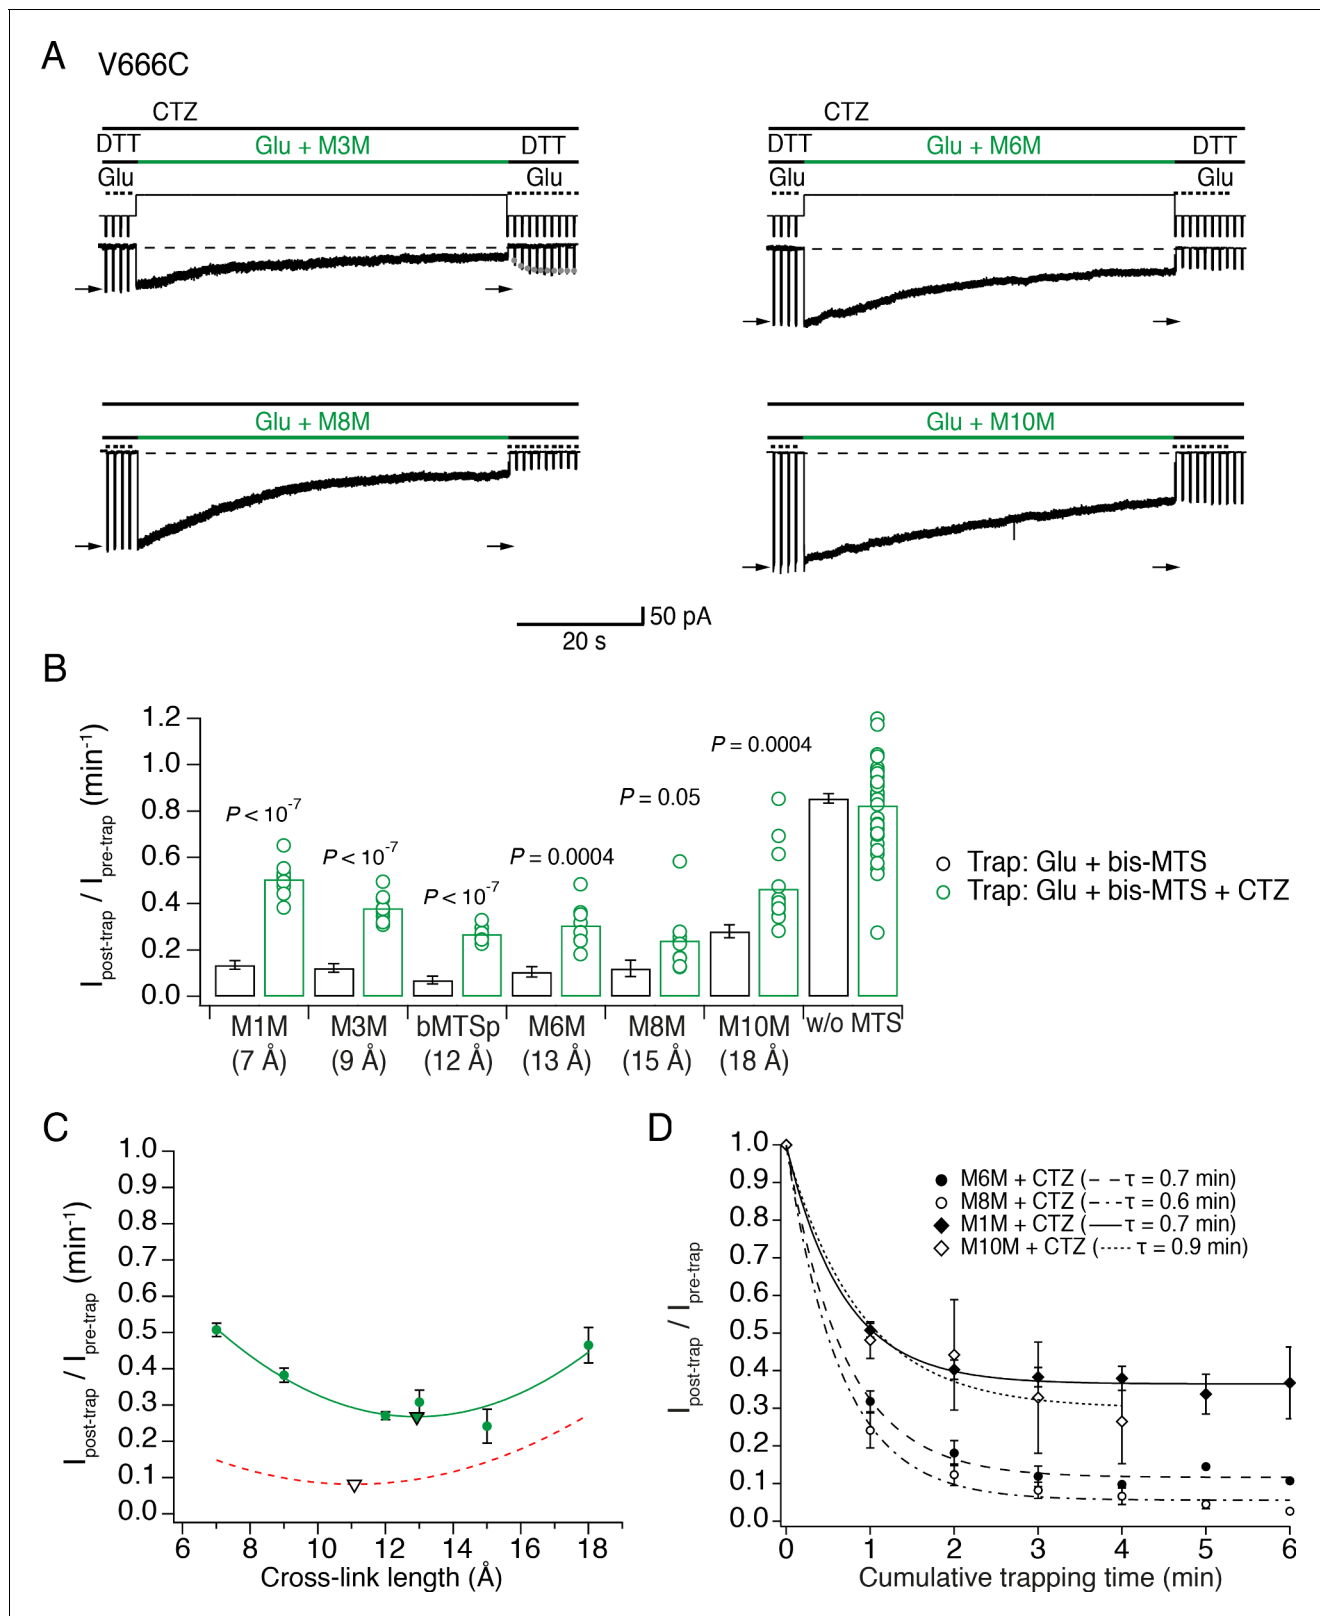 A
V666C
CTZ
DTT Glu + M3M DTT
Glu Glu
CTZ
DTT Glu + M6M DTT
Glu Glu
Glu + M8M
Glu + M10M
50 pA
20 s
B
I post-trap / I pre-trap (min-1)
1.2
1.0
0.8
0.6
0.4
0.2
0.0
P < 10-7
P < 10-7
P < 10-7
P = 0.0004
P = 0.05
P = 0.0004
Trap: Glu + bis-MTS
Trap: Glu + bis-MTS + CTZ
M1M M3M bMTSp M6M M8M M10M w/o MTS
(7 Å) (9 Å) (12 Å) (13 Å) (15 Å) (18 Å)
C
I post-trap / I pre-trap (min-1)
1.0
0.9
0.8
0.7
0.6
0.5
0.4
0.3
0.2
0.1
0.0
6 8 10 12 14 16 18
Cross-link length (Å)
D
I post-trap / I pre-trap
1.0
0.9
0.8
0.7
0.6
0.5
0.4
0.3
0.2
0.1
0.0
M6M + CTZ ( τ = 0.7 min)
M8M + CTZ ( τ = 0.6 min)
M1M + CTZ ( τ = 0.7 min)
M10M + CTZ ( τ = 0.9 min)
0 1 2 3 4 5 6
Cumulative trapping time (min)